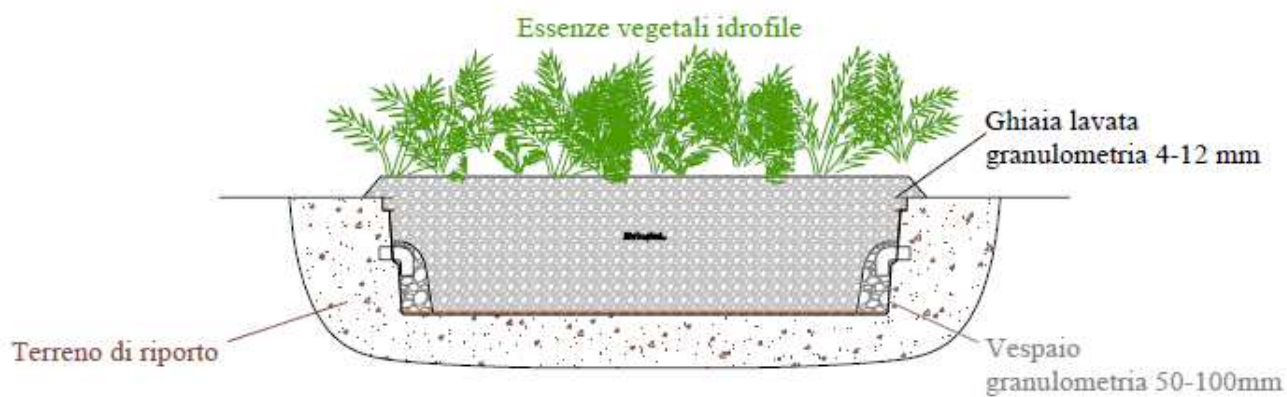 Essenze vegetali idrofile
Ghiaia lavata
granulometria 4-12 mm
Terreno di riporto
Vespaio
granulometria 50-100mm